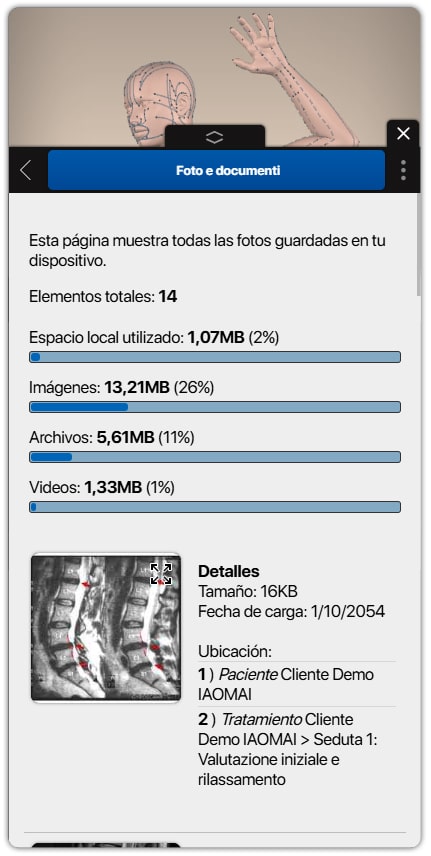 Foto e documenti
Esta página muestra todas las fotos guardadas en tu
dispositivo.
Elementos totales: 14
Espacio local utilizado: 1,07MB (2%)
Imágenes: 13,21MB (26%)
Archivos: 5,61MB (11%)
Videos: 1,33MB (1%)
Detalles
Tamaño: 16KB
Fecha de carga: 1/10/2054
Ubicación:
1 ) Paciente Cliente Demo
IAOMAI
2 ) Tratamiento Cliente
Demo IAOMAI > Seduta 1:
Valutazione iniziale e
rilassamento